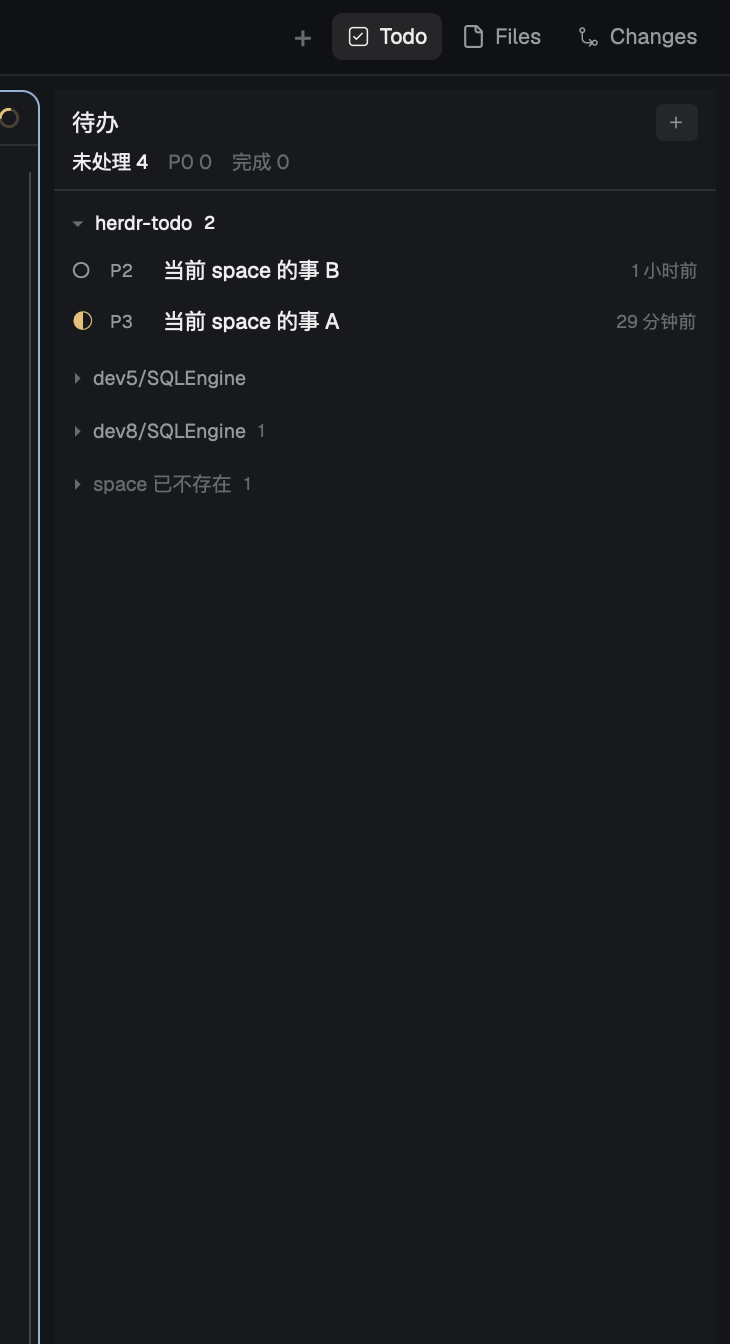 + Todo Files Changes
待办 +
未处理 4 P0 0 完成 0
herdr-todo 2
P2 当前 space 的事 B 1 小时前
P3 当前 space 的事 A 29 分钟前
dev5/SQLEngine
dev8/SQLEngine 1
space 已不存在 1